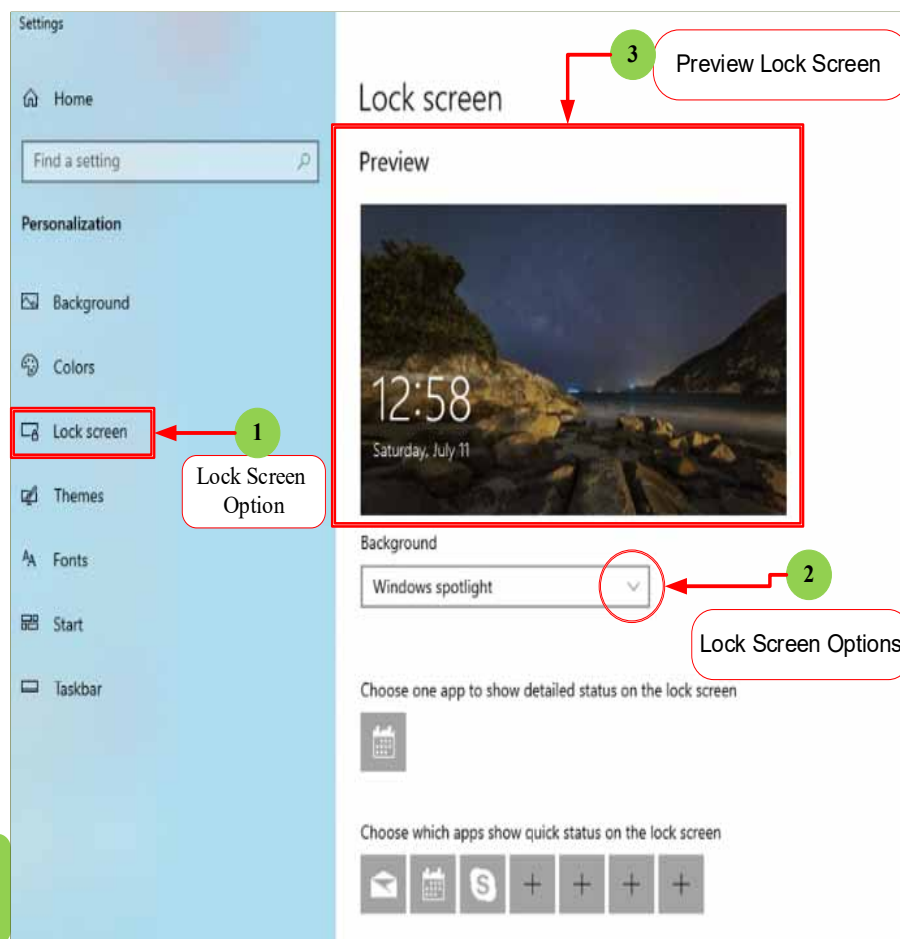 Settings
Home
Find a setting
Personalization
Background
Colors
Lock screen
Themes
Fonts
Start
Taskbar
1
Lock Screen
Option
3
Preview Lock Screen
Lock screen
Preview
12:58
Saturday, July 11
Background
Windows spotlight
2
Lock Screen Options
Choose one app to show detailed status on the lock screen
Choose which apps show quick status on the lock screen